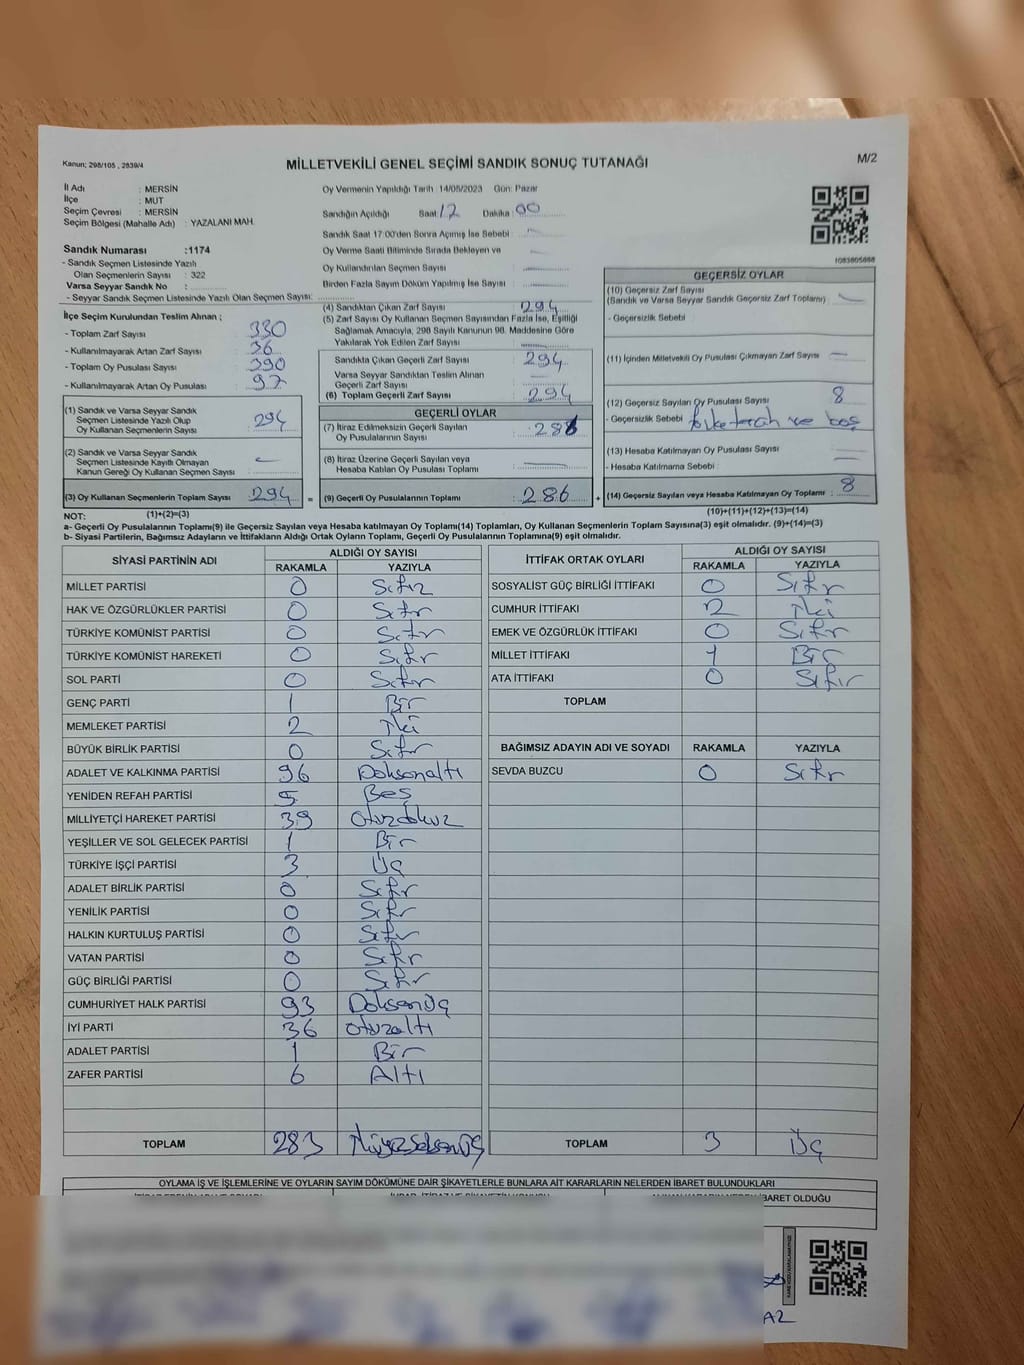 Kanun; 298/105 , 2839/4
MİLLETVEKİLİ GENEL SEÇİMİ SANDIK SONUÇ TUTANAĞI
M/2
İl Adı : MERSİN
İlçe : MUT
Seçim Çevresi : MERSİN
Seçim Bölgesi (Mahalle Adı) : YAZALANI MAH.
Oy Vermenin Yapıldığı Tarih :14/05/2023 Gün: Pazar
Sandığın Açıldığı Saat 17 Dakika: 00
Sandık Saat 17:00'den Sonra Açımış İse Sebebi :
Oy Verme Saati Bitiminde Sırada Bekleyen ve
Oy Kullandırılan Seçmen Sayısı
Birden Fazla Sayım Döküm Yapılmış İse Sayısı
Sandık Numarası :1174
- Sandık Seçmen Listesinde Yazılı
Olan Seçmenlerin Sayısı : 322
Varsa Seyyar Sandık No :
- Seyyar Sandık Seçmen Listesinde Yazılı Olan Seçmen Sayısı:
İlçe Seçim Kurulundan Teslim Alınan ;
- Toplam Zarf Sayısı : 330
- Kullanılmayarak Artan Zarf Sayısı : 36
- Toplam Oy Pusulası Sayısı : 390
- Kullanılmayarak Artan Oy Pusulası : 97
(1) Sandık ve Varsa Seyyar Sandık
Seçmen Listesinde Yazılı Olup
Oy Kullanan Seçmenlerin Sayısı : 294
(2) Sandık ve Varsa Seyyar Sandık
Seçmen Listesinde Kayıtlı Olmayan
Kanun Gereği Oy Kullanan Seçmen Sayısı :
(3) Oy Kullanan Seçmenlerin Toplam Sayısı : 294
(1)+(2)=(3)
(4) Sandıktan Çıkan Zarf Sayısı : 294
(5) Zarf Sayısı Oy Kullanan Seçmen Sayısından Fazla İse, Eşitliği
Sağlamak Amacıyla, 298 Sayılı Kanunun 98. Maddesine Göre
Yakılarak Yok Edilen Zarf Sayısı
Sandıkta Çıkan Geçerli Zarf Sayısı : 294
Varsa Seyyar Sandıktan Teslim Alınan
Geçerli Zarf Sayısı
(6) Toplam Geçerli Zarf Sayısı : 294
GEÇERLİ OYLAR
(7) İtiraz Edilmeksizin Geçerli Sayılan
Oy Pusulalarının Sayısı : 286
(8) İtiraz Üzerine Geçerli Sayılan veya
Hesaba Katılan Oy Pusulası Toplamı
= (9) Geçerli Oy Pusulalarının Toplamı : 286 +
1083805868
GEÇERSİZ OYLAR
(10) Geçersiz Zarf Sayısı
(Sandık ve Varsa Seyyar Sandık Geçersiz Zarf Toplamı)
- Geçersizlik Sebebi :
(11) İçinden Milletvekili Oy Pusulası Çıkmayan Zarf Sayısı
(12) Geçersiz Sayılan Oy Pusulası Sayısı 8
- Geçersizlik Sebebi : ve boş
(13) Hesaba Katılmayan Oy Pusulası Sayısı
- Hesaba Katılmama Sebebi :
(14) Geçersiz Sayılan veya Hesaba Katılmayan Oy Toplamı : 8
(10)+(11)+(12)+(13)=(14)
NOT:
a- Geçerli Oy Pusulalarının Toplamı(9) ile Geçersiz Sayılan veya Hesaba katılmayan Oy Toplamı(14) Toplamları, Oy Kullanan Seçmenlerin Toplam Sayısına(3) eşit olmalıdır. (9)+(14)=(3)
b- Siyasi Partilerin, Bağımsız Adayların ve İttifakların Aldığı Ortak Oyların Toplamı, Geçerli Oy Pusulalarının Toplamına(9) eşit olmalıdır.
SİYASİ PARTİNİN ADI ALDIĞI OY SAYISI
RAKAMLA YAZIYLA
MİLLET PARTİSİ 0 Sıfır
HAK VE ÖZGÜRLÜKLER PARTİSİ 0 Sıfır
TÜRKİYE KOMÜNİST PARTİSİ 0 Sıfır
TÜRKİYE KOMÜNİST HAREKETİ 0 Sıfır
SOL PARTİ 0 Sıfır
GENÇ PARTİ 1 Bir
MEMLEKET PARTİSİ 2 İki
BÜYÜK BİRLİK PARTİSİ 0 Sıfır
ADALET VE KALKINMA PARTİSİ 96 Doksanaltı
YENİDEN REFAH PARTİSİ 5 Beş
MİLLİYETÇİ HAREKET PARTİSİ 39 Otuzdokuz
YEŞİLLER VE SOL GELECEK PARTİSİ 1 Bir
TÜRKİYE İŞÇİ PARTİSİ 3 Üç
ADALET BİRLİK PARTİSİ 0 Sıfır
YENİLİK PARTİSİ 0 Sıfır
HALKIN KURTULUŞ PARTİSİ 0 Sıfır
VATAN PARTİSİ 0 Sıfır
GÜÇ BİRLİĞİ PARTİSİ 0 Sıfır
CUMHURİYET HALK PARTİSİ 93 Doksanüç
İYİ PARTİ 36 otuzaltı
ADALET PARTİSİ 1 Bir
ZAFER PARTİSİ 6 Altı
TOPLAM 283 İkiyüzseksenüç
İTTİFAK ORTAK OYLARI ALDIĞI OY SAYISI
RAKAMLA YAZIYLA
SOSYALİST GÜÇ BİRLİĞİ İTTİFAKI 0 Sıfır
CUMHUR İTTİFAKI 2 İki
EMEK VE ÖZGÜRLÜK İTTİFAKI 0 Sıfır
MİLLET İTTİFAKI 1 Bir
ATA İTTİFAKI 0 Sıfır
TOPLAM
BAĞIMSIZ ADAYIN ADI VE SOYADI RAKAMLA YAZIYLA
SEVDA BUZCU 0 Sıfır
TOPLAM 3 Üç
OYLAMA İŞ VE İŞLEMLERİNE VE OYLARIN SAYIM DÖKÜMÜNE DAİR ŞİKAYETLERLE BUNLARA AİT KARARLARIN NELERDEN İBARET BULUNDUKLARI
İBARET OLDUĞU